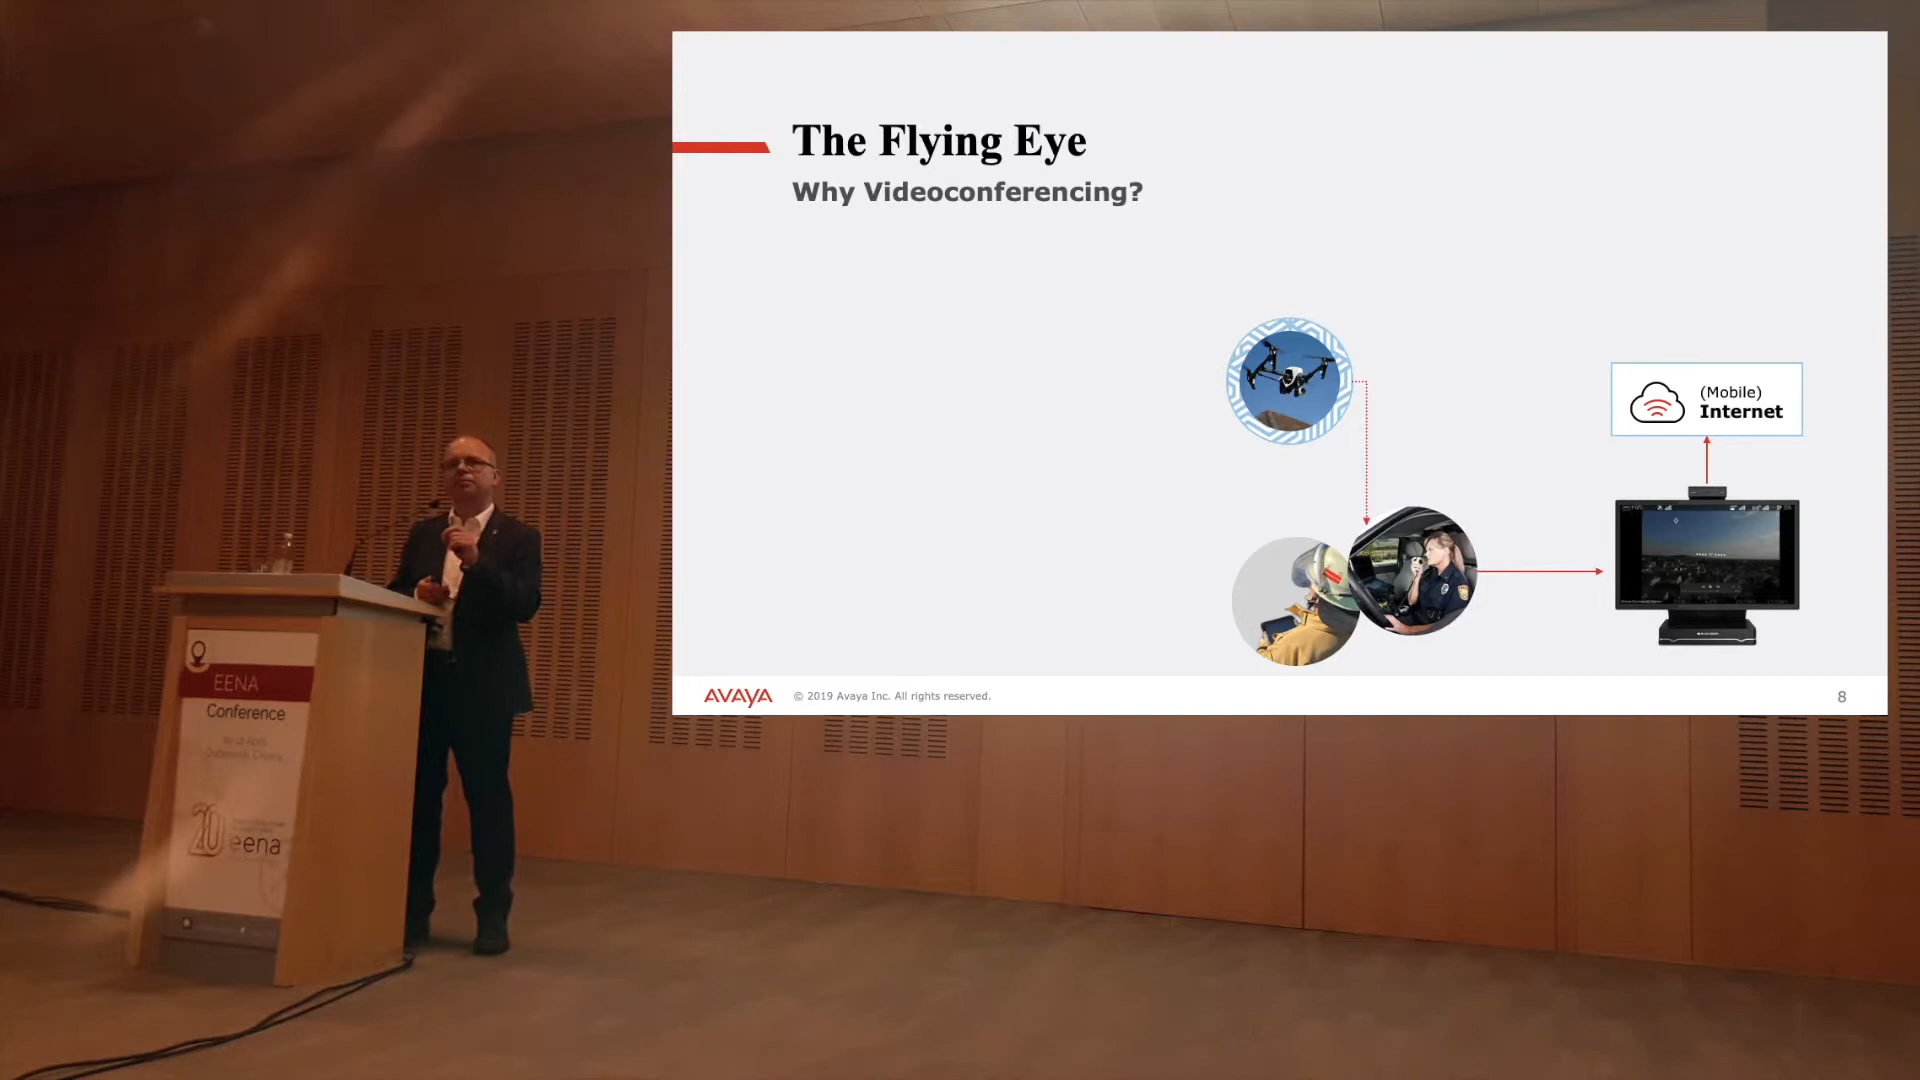 The Flying Eye
Why Videoconferencing?
(Mobile)
Internet
AVAYA
© 2019 Avaya Inc. All rights reserved.
8
EENA
Conference
20
eena